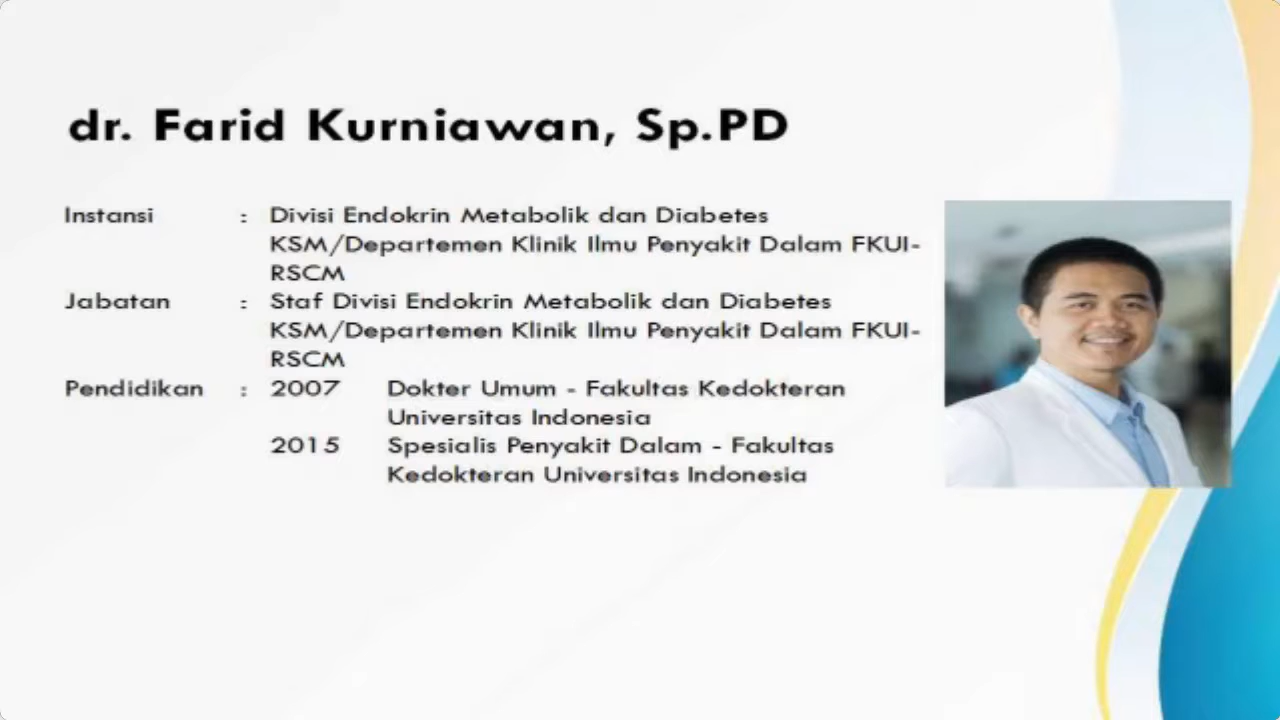 dr. Farid Kurniawan, Sp.PD
Instansi : Divisi Endokrin Metabolik dan Diabetes
KSM/Departemen Klinik Ilmu Penyakit Dalam FKUI-
RSCM
Jabatan : Staf Divisi Endokrin Metabolik dan Diabetes
KSM/Departemen Klinik Ilmu Penyakit Dalam FKUI-
RSCM
Pendidikan : 2007 Dokter Umum - Fakultas Kedokteran
Universitas Indonesia
2015 Spesialis Penyakit Dalam - Fakultas
Kedokteran Universitas Indonesia